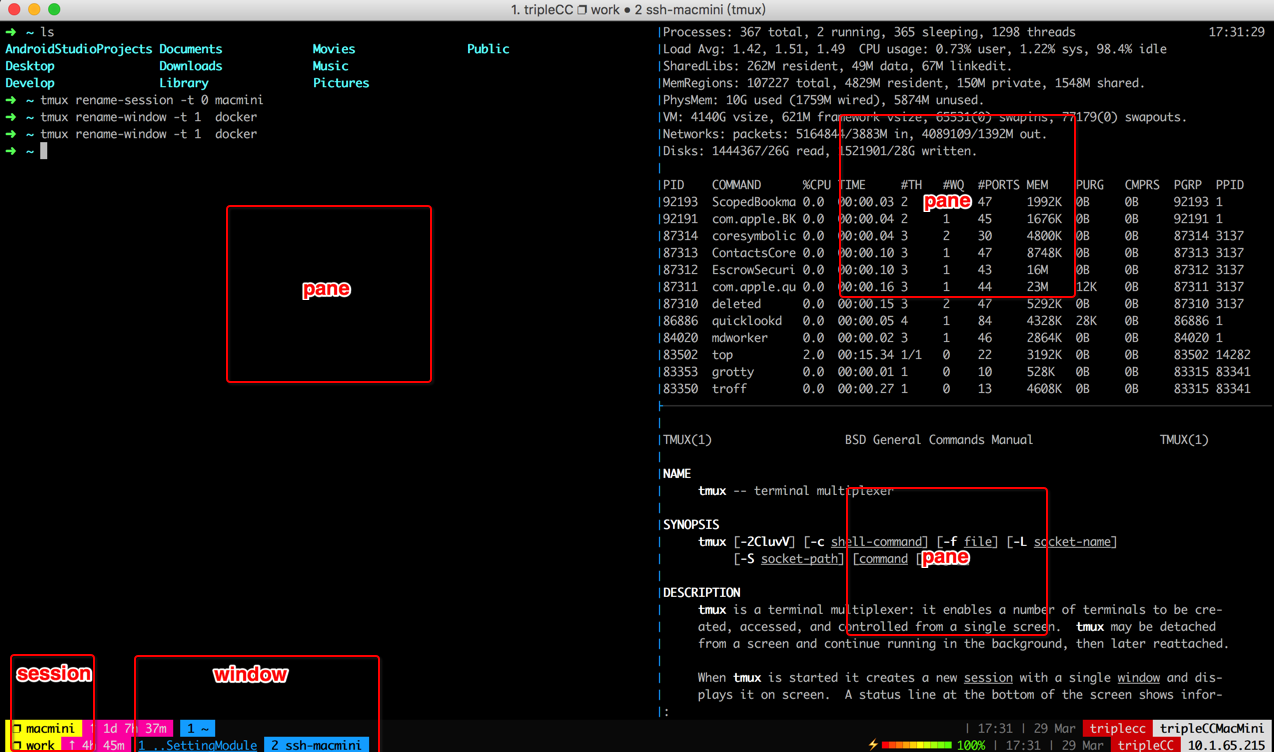 1. tripleCC ❐ work ● 2 ssh-macmini (tmux)
➜ ~ ls
AndroidStudioProjects Documents Movies Public
Desktop Downloads Music
Develop Library Pictures
➜ ~ tmux rename-session -t 0 macmini
➜ ~ tmux rename-window -t 1 docker
➜ ~ tmux rename-window -t 1 docker
➜ ~
pane
Processes: 367 total, 2 running, 365 sleeping, 1298 threads 17:31:29
Load Avg: 1.42, 1.51, 1.49 CPU usage: 0.73% user, 1.22% sys, 98.4% idle
SharedLibs: 262M resident, 49M data, 67M linkedit.
MemRegions: 107227 total, 4829M resident, 150M private, 1548M shared.
PhysMem: 10G used (1759M wired), 5874M unused.
VM: 4140G vsize, 621M framework vsize, 65531(0) swapins, 77179(0) swapouts.
Networks: packets: 5164844/3883M in, 4089109/1392M out.
Disks: 1444367/26G read, 1521901/28G written.
PID COMMAND %CPU TIME #TH #WQ #PORTS MEM PURG CMPRS PGRP PPID
92193 ScopedBookma 0.0 00:00.03 2 pane 47 1992K 0B 0B 92193 1
92191 com.apple.BK 0.0 00:00.04 2 1 45 1676K 0B 0B 92191 1
87314 coresymbolic 0.0 00:00.04 3 2 30 4800K 0B 0B 87314 3137
87313 ContactsCore 0.0 00:00.10 3 1 47 8748K 0B 0B 87313 3137
87312 EscrowSecuri 0.0 00:00.10 3 1 43 16M 0B 0B 87312 3137
87311 com.apple.qu 0.0 00:00.16 3 1 44 23M 12K 0B 87311 3137
87310 deleted 0.0 00:00.15 3 2 47 5292K 0B 0B 87310 3137
86886 quicklookd 0.0 00:00.05 4 1 84 4328K 28K 0B 86886 1
84020 mdworker 0.0 00:00.02 3 1 46 2864K 0B 0B 84020 1
83502 top 2.0 00:15.34 1/1 0 22 3192K 0B 0B 83502 14282
83353 grotty 0.0 00:00.01 1 0 10 528K 0B 0B 83315 83341
83350 troff 0.0 00:00.27 1 0 13 4608K 0B 0B 83315 83341
TMUX(1) BSD General Commands Manual TMUX(1)
NAME
tmux -- terminal multiplexer
SYNOPSIS
tmux [-2CluvV] [-c shell-command] [-f file] [-L socket-name]
[-S socket-path] [command [ pane
DESCRIPTION
tmux is a terminal multiplexer: it enables a number of terminals to be cre-
ated, accessed, and controlled from a single screen. tmux may be detached
from a screen and continue running in the background, then later reattached.
When tmux is started it creates a new session with a single window and dis-
plays it on screen. A status line at the bottom of the screen shows infor-
:
session window
❐ macmini ↑ 1d 7h 37m 1 ~ | 17:31 | 29 Mar triplecc tripleCCMacMini
❐ work ↑ 4h 45m 1 ..SettingModule 2 ssh-macmini ⚡ 100% | 17:31 | 29 Mar tripleCC 10.1.65.215